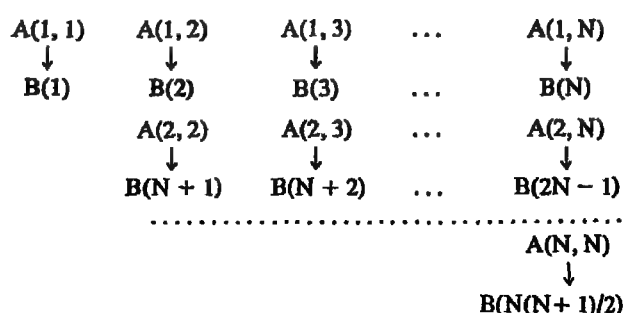 A(1, 1) A(1, 2) A(1, 3) ... A(1, N)
↓ ↓ ↓ ↓
B(1) B(2) B(3) ... B(N)
A(2, 2) A(2, 3) ... A(2, N)
↓ ↓ ↓
B(N + 1) B(N + 2) ... B(2N − 1)
A(N, N)
↓
B(N(N + 1)/2)